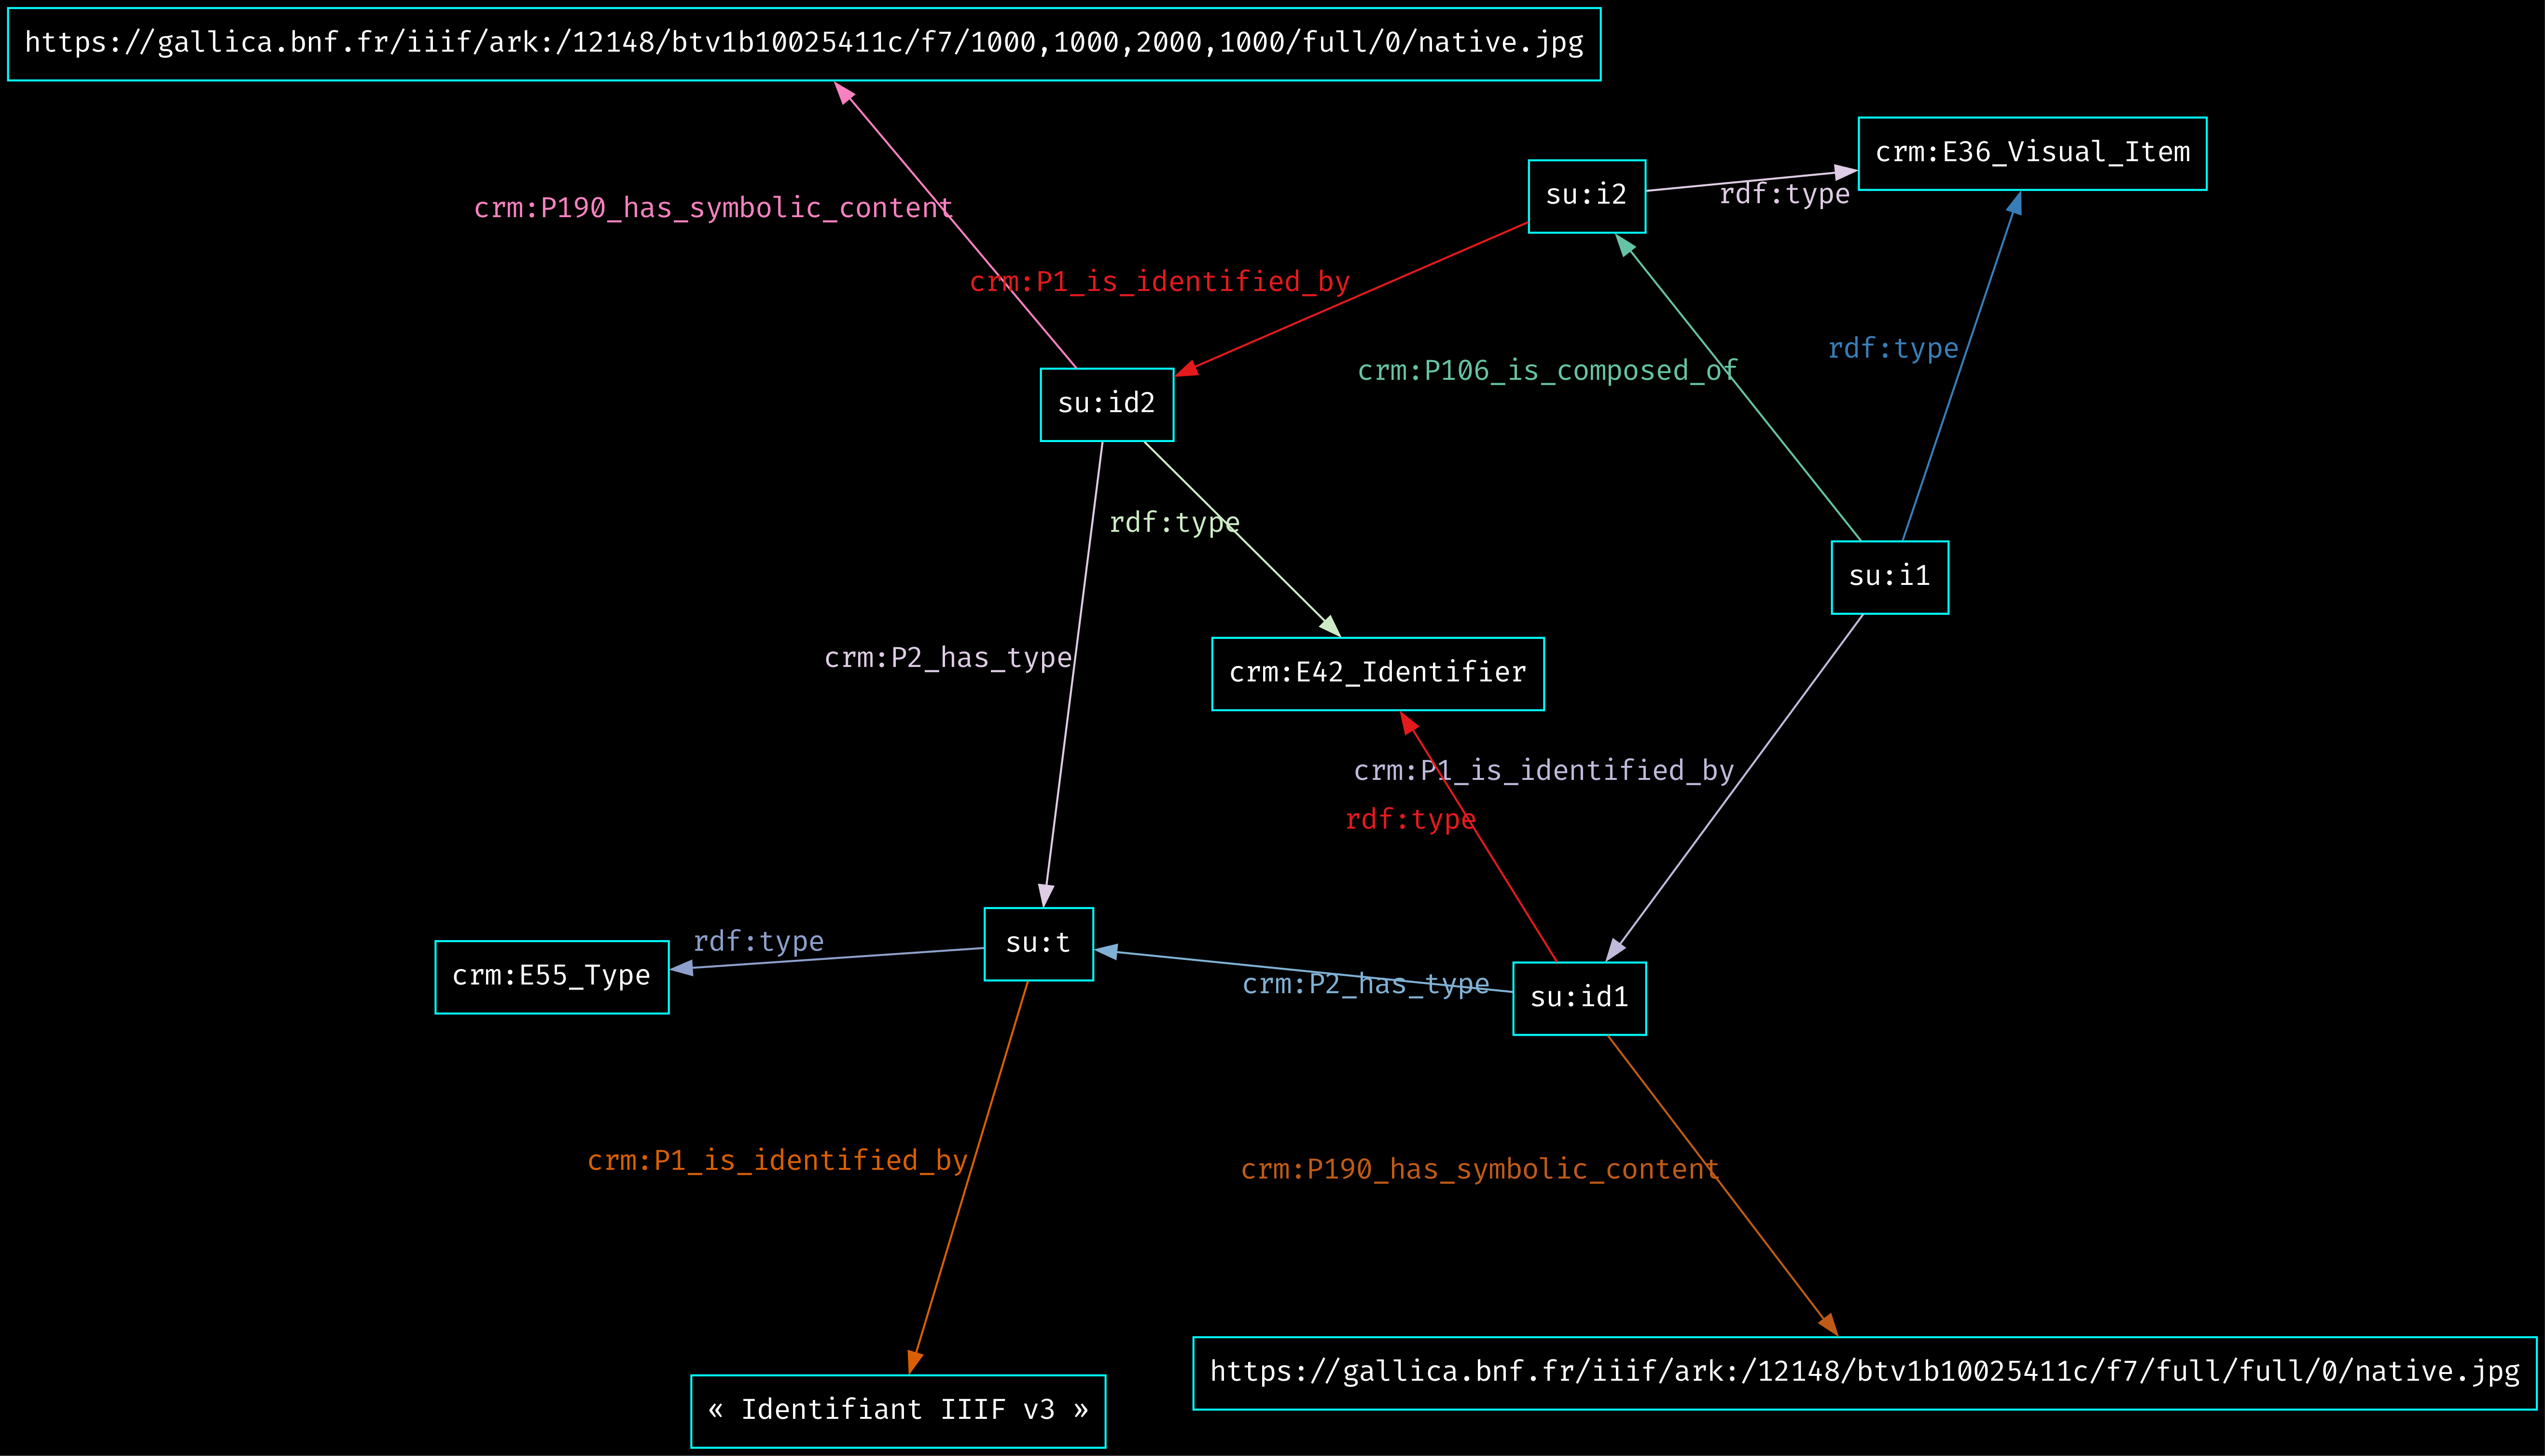 https://gallica.bnf.fr/iiif/ark:/12148/btv1b10025411c/f7/1000,1000,2000,1000/full/0/native.jpg
crm:E36_Visual_Item
su:i2
rdf:type
crm:P190_has_symbolic_content
crm:P1_is_identified_by
rdf:type
crm:P106_is_composed_of
su:id2
rdf:type
su:i1
crm:P2_has_type
crm:E42_Identifier
crm:P1_is_identified_by
rdf:type
rdf:type
su:t
crm:E55_Type
crm:P2_has_type
su:id1
crm:P1_is_identified_by
crm:P190_has_symbolic_content
https://gallica.bnf.fr/iiif/ark:/12148/btv1b10025411c/f7/full/full/0/native.jpg
« Identifiant IIIF v3 »